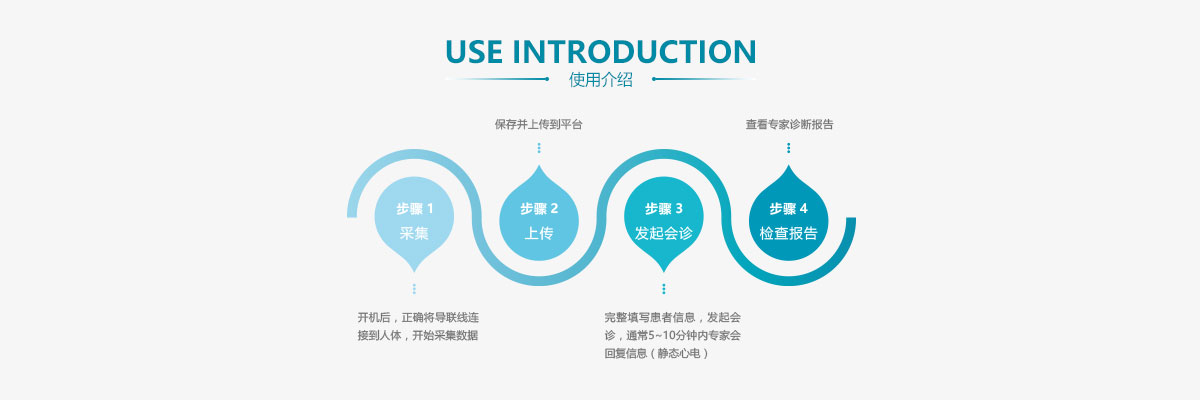 USE INTRODUCTION
使用介绍
保存并上传到平台
查看专家诊断报告
步骤 1
采集
步骤 2
上传
步骤 3
发起会诊
步骤 4
检查报告
开机后，正确将导联线连
接到人体，开始采集数据
完整填写患者信息，发起会
诊，通常5~10分钟内专家会
回复信息（静态心电）